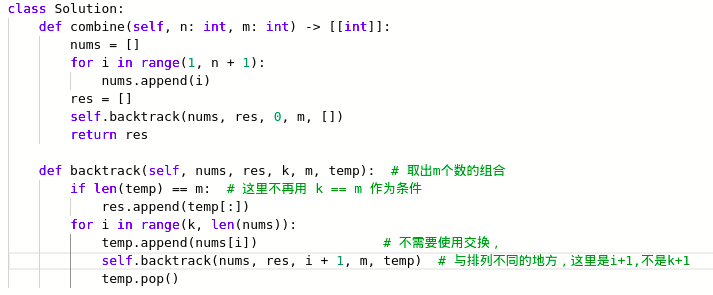 class Solution:
    def combine(self, n: int, m: int) -> [[int]]:
        nums = []
        for i in range(1, n + 1):
            nums.append(i)
        res = []
        self.backtrack(nums, res, 0, m, [])
        return res

    def backtrack(self, nums, res, k, m, temp):  # 取出m个数的组合
        if len(temp) == m:  # 这里不再用 k == m 作为条件
            res.append(temp[:])
        for i in range(k, len(nums)):
            temp.append(nums[i])                # 不需要使用交换，
            self.backtrack(nums, res, i + 1, m, temp)  # 与排列不同的地方，这里是i+1,不是k+1
            temp.pop()